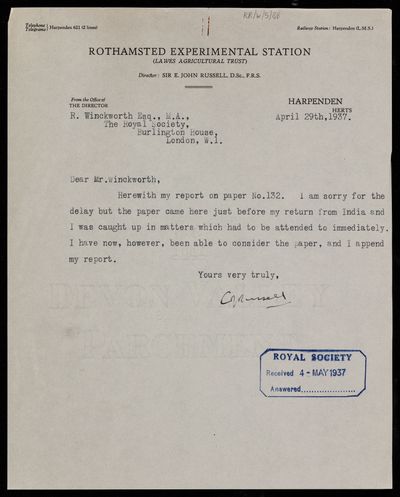 RR/W/5/88
Telephone
Telegrams } Harpenden 621 (2 lines)
Railway Station: Harpenden (L.M.S.)
ROTHAMSTED EXPERIMENTAL STATION
(LAWES AGRICULTURAL TRUST)
Director: SIR E. JOHN RUSSELL, D.Sc., F.R.S.
From the Office of
THE DIRECTOR
HARPENDEN
HERTS
R. Winckworth Esq., M.A.,
The Royal Society,
Burlington House,
London, W.1.
April 29th, 1937.
Dear Mr.Winckworth,
Herewith my report on paper No.132. I am sorry for the
delay but the paper came here just before my return from India and
I was caught up in matters which had to be attended to immediately.
I have now, however, been able to consider the paper, and I append
my report.
Yours very truly,
EJRussell
ROYAL SOCIETY
Received 4 - MAY 1937
Answered......................